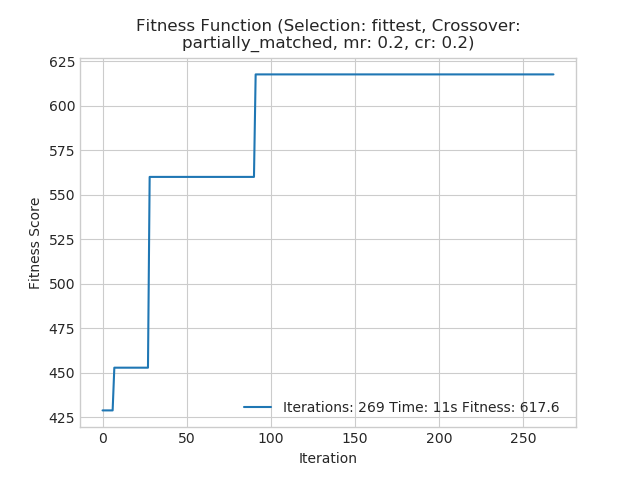 Fitness Function (Selection: fittest, Crossover:
partially_matched, mr: 0.2, cr: 0.2)
625
600
575
550
525
500
475
450
425
Fitness Score
Iterations: 269 Time: 11s Fitness: 617.6
0 50 100 150 200 250
Iteration